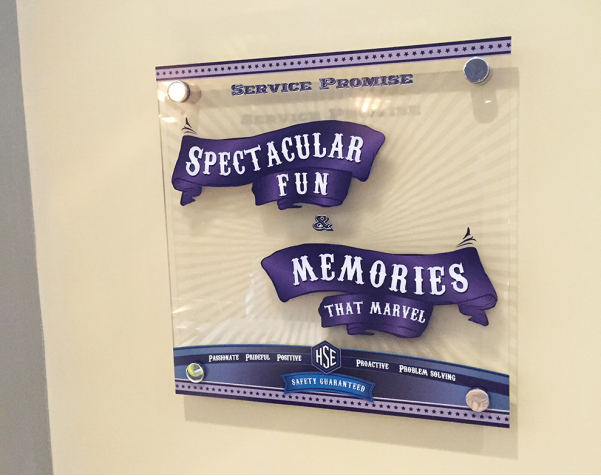 SERVICE PROMISE
SPECTACULAR
FUN
&
MEMORIES
THAT MARVEL
PASSIONATE PRIDEFUL POSITIVE HSE PROACTIVE PROBLEM SOLVING
SAFETY GUARANTEED